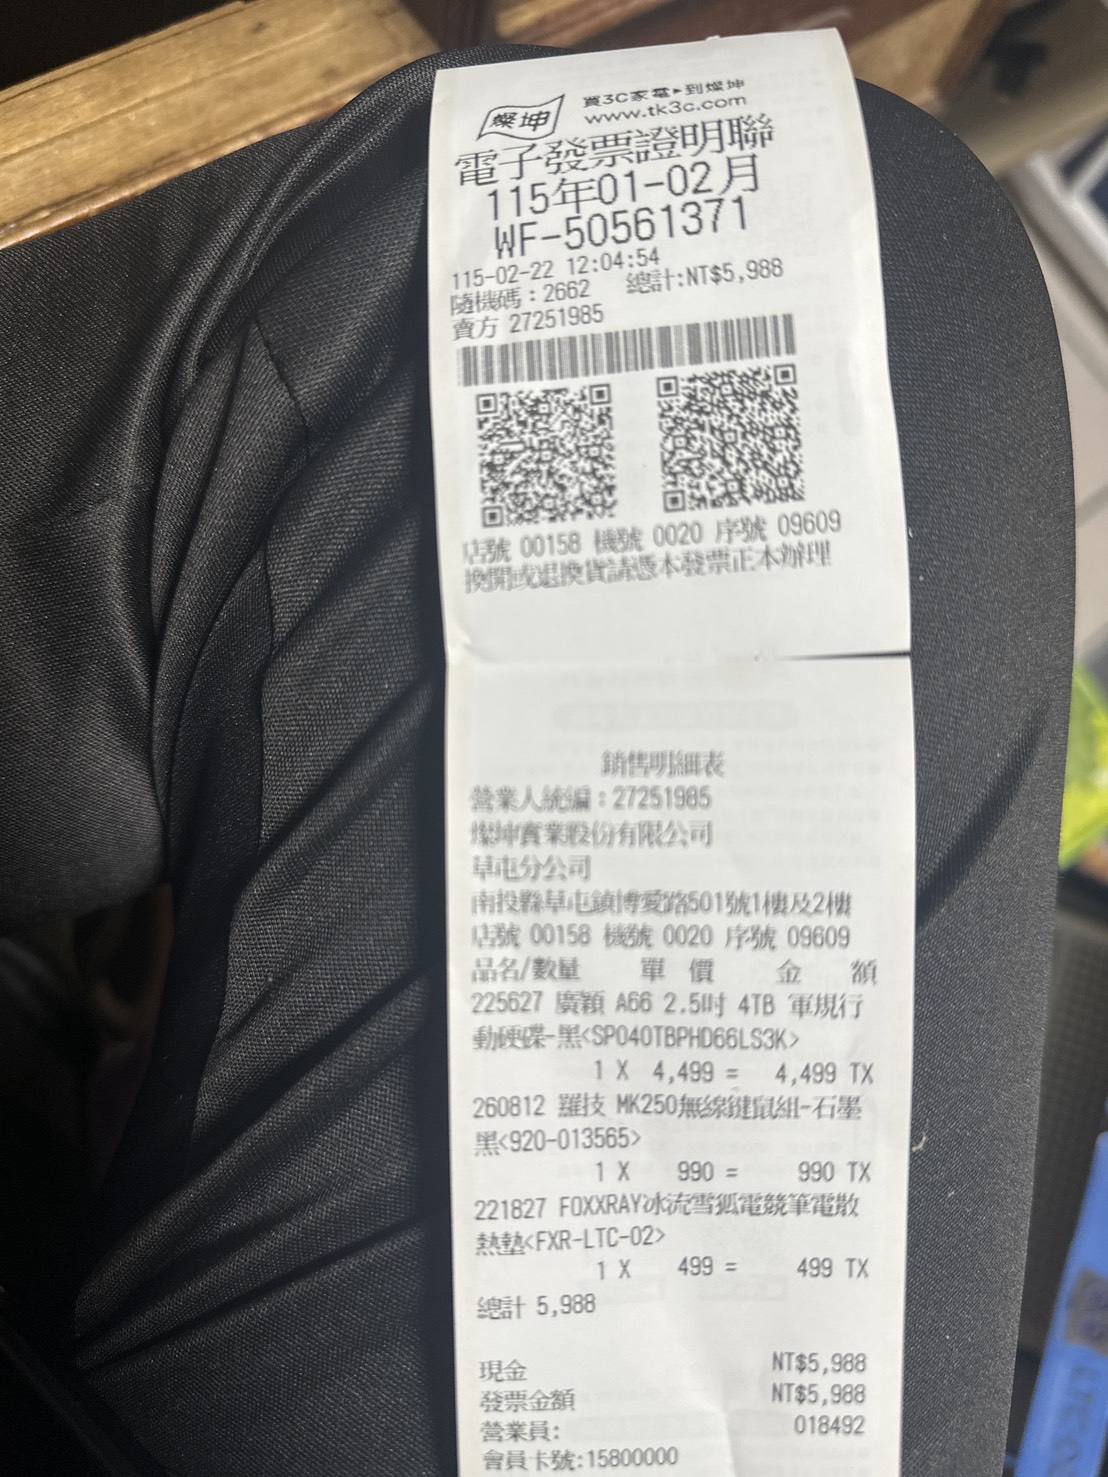 燦坤
買3C家電▸到燦坤
www.tk3c.com
電子發票證明聯
115年01-02月
WF-50561371
115-02-22 12:04:54
隨機碼:2662 總計:NT$5,988
賣方 27251985
店號 00158 機號 0020 序號 09609
換開或退換貨請憑本發票正本辦理
銷售明細表
營業人統編:27251985
燦坤實業股份有限公司
草屯分公司
南投縣草屯鎮博愛路501號1樓及2樓
店號 00158 機號 0020 序號 09609
品名/數量 單價 金額
225627 廣穎 A66 2.5吋 4TB 軍規行
動硬碟-黑<SP040TBPHD66LS3K>
1 X 4,499 = 4,499 TX
260812 羅技 MK250無線鍵鼠組-石墨
黑<920-013565>
1 X 990 = 990 TX
221827 FOXXRAY冰流雪狐電競筆電散
熱墊<FXR-LTC-02>
1 X 499 = 499 TX
總計 5,988
現金 NT$5,988
發票金額 NT$5,988
營業員: 018492
會員卡號:15800000